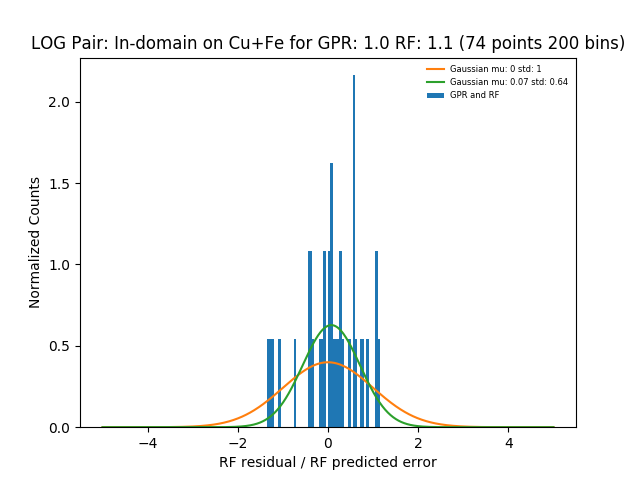 LOG Pair: In-domain on Cu+Fe for GPR: 1.0 RF: 1.1 (74 points 200 bins)
Gaussian mu: 0 std: 1
Gaussian mu: 0.07 std: 0.64
GPR and RF
Normalized Counts
2.0
1.5
1.0
0.5
0.0
−4
−2
0
2
4
RF residual / RF predicted error